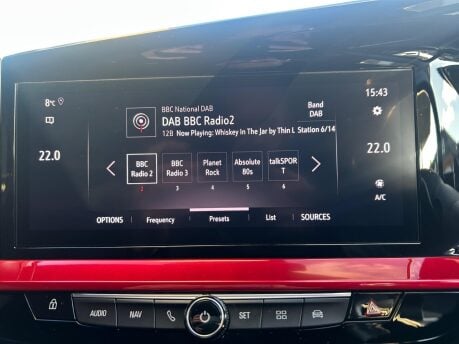 8°C
15:43
BBC National DAB
DAB BBC Radio2
12B Now Playing: Whiskey In The Jar by Thin L Station 6/14
Band
DAB
22.0
22.0
BBC
Radio 2
BBC
Radio 3
Planet
Rock
Absolute
80s
talkSPOR
T
2
3
4
5
6
A/C
OPTIONS
Frequency
Presets
List
SOURCES
AUDIO
NAV
SET